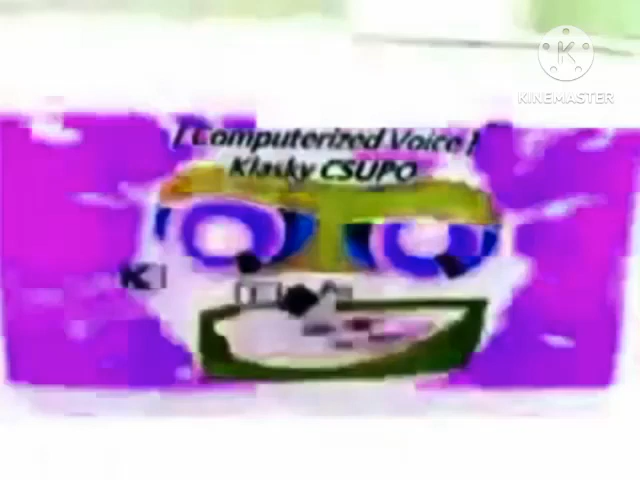 K
KINEMASTER
[Computerized Voice]
Klasky CSUPO
K